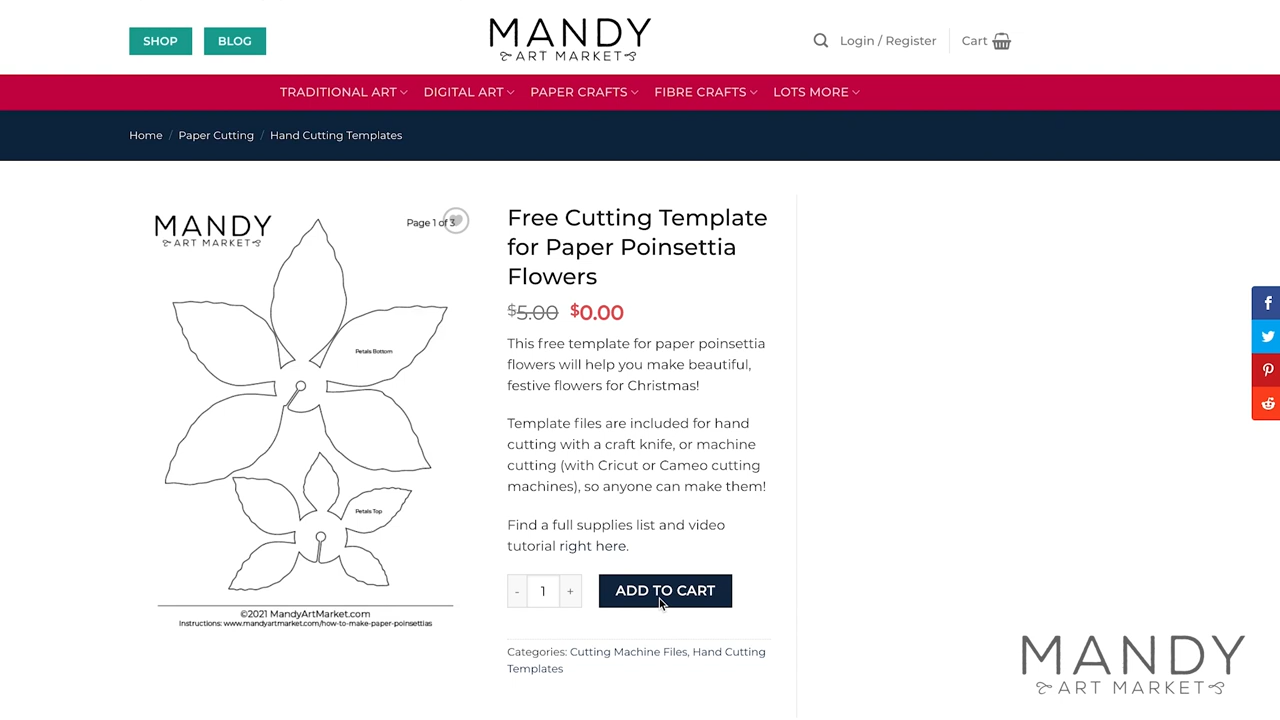 SHOP
BLOG
MANDY
ART MARKET
Login / Register
Cart
TRADITIONAL ART
DIGITAL ART
PAPER CRAFTS
FIBRE CRAFTS
LOTS MORE
Home / Paper Cutting / Hand Cutting Templates
MANDY
ART MARKET
Page 1 of 3
Petals Bottom
Petals Top
©2021 MandyArtMarket.com
Instructions: www.mandyartmarket.com/how-to-make-paper-poinsettias
Free Cutting Template
for Paper Poinsettia
Flowers
$5.00 $0.00
This free template for paper poinsettia
flowers will help you make beautiful,
festive flowers for Christmas!
Template files are included for hand
cutting with a craft knife, or machine
cutting (with Cricut or Cameo cutting
machines), so anyone can make them!
Find a full supplies list and video
tutorial right here.
- 1 +
ADD TO CART
Categories: Cutting Machine Files, Hand Cutting
Templates
MANDY
ART MARKET